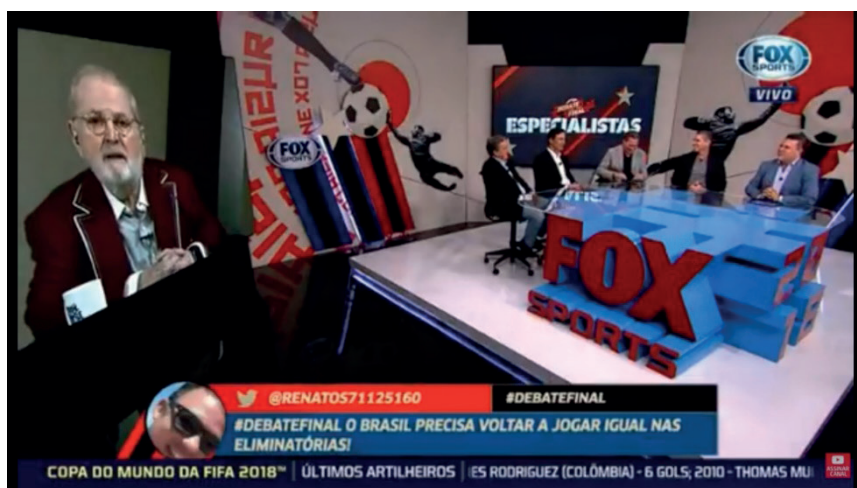 FOX
SPORTS
VIVO
ESPECIALISTAS
FOX
SPORTS
FOX
SPORTS
@RENATOS71125160
#DEBATEFINAL
#DEBATEFINAL O BRASIL PRECISA VOLTAR A JOGAR IGUAL NAS
ELIMINATÓRIAS!
COPA DO MUNDO DA FIFA 2018™ | ÚLTIMOS ARTILHEIROS | ES RODRIGUEZ (COLÔMBIA) - 6 GOLS; 2010 - THOMAS MU